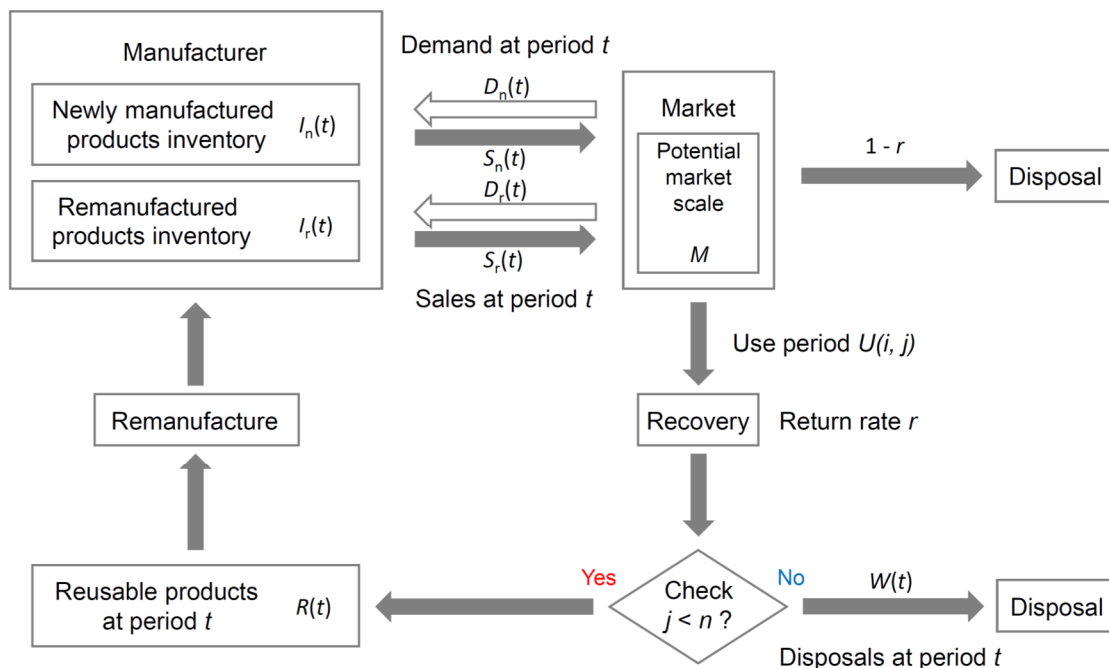 Manufacturer
Newly manufactured
products inventory
Iₙ(t)
Remanufactured
products inventory
Iᵣ(t)
Demand at period t
Dₙ(t)
Sₙ(t)
Dᵣ(t)
Sᵣ(t)
Sales at period t
Market
Potential
market
scale
M
1 - r
Disposal
Use period U(i, j)
Recovery
Return rate r
Check
j < n ?
Yes
No
W(t)
Disposal
Disposals at period t
Reusable products
at period t
R(t)
Remanufacture